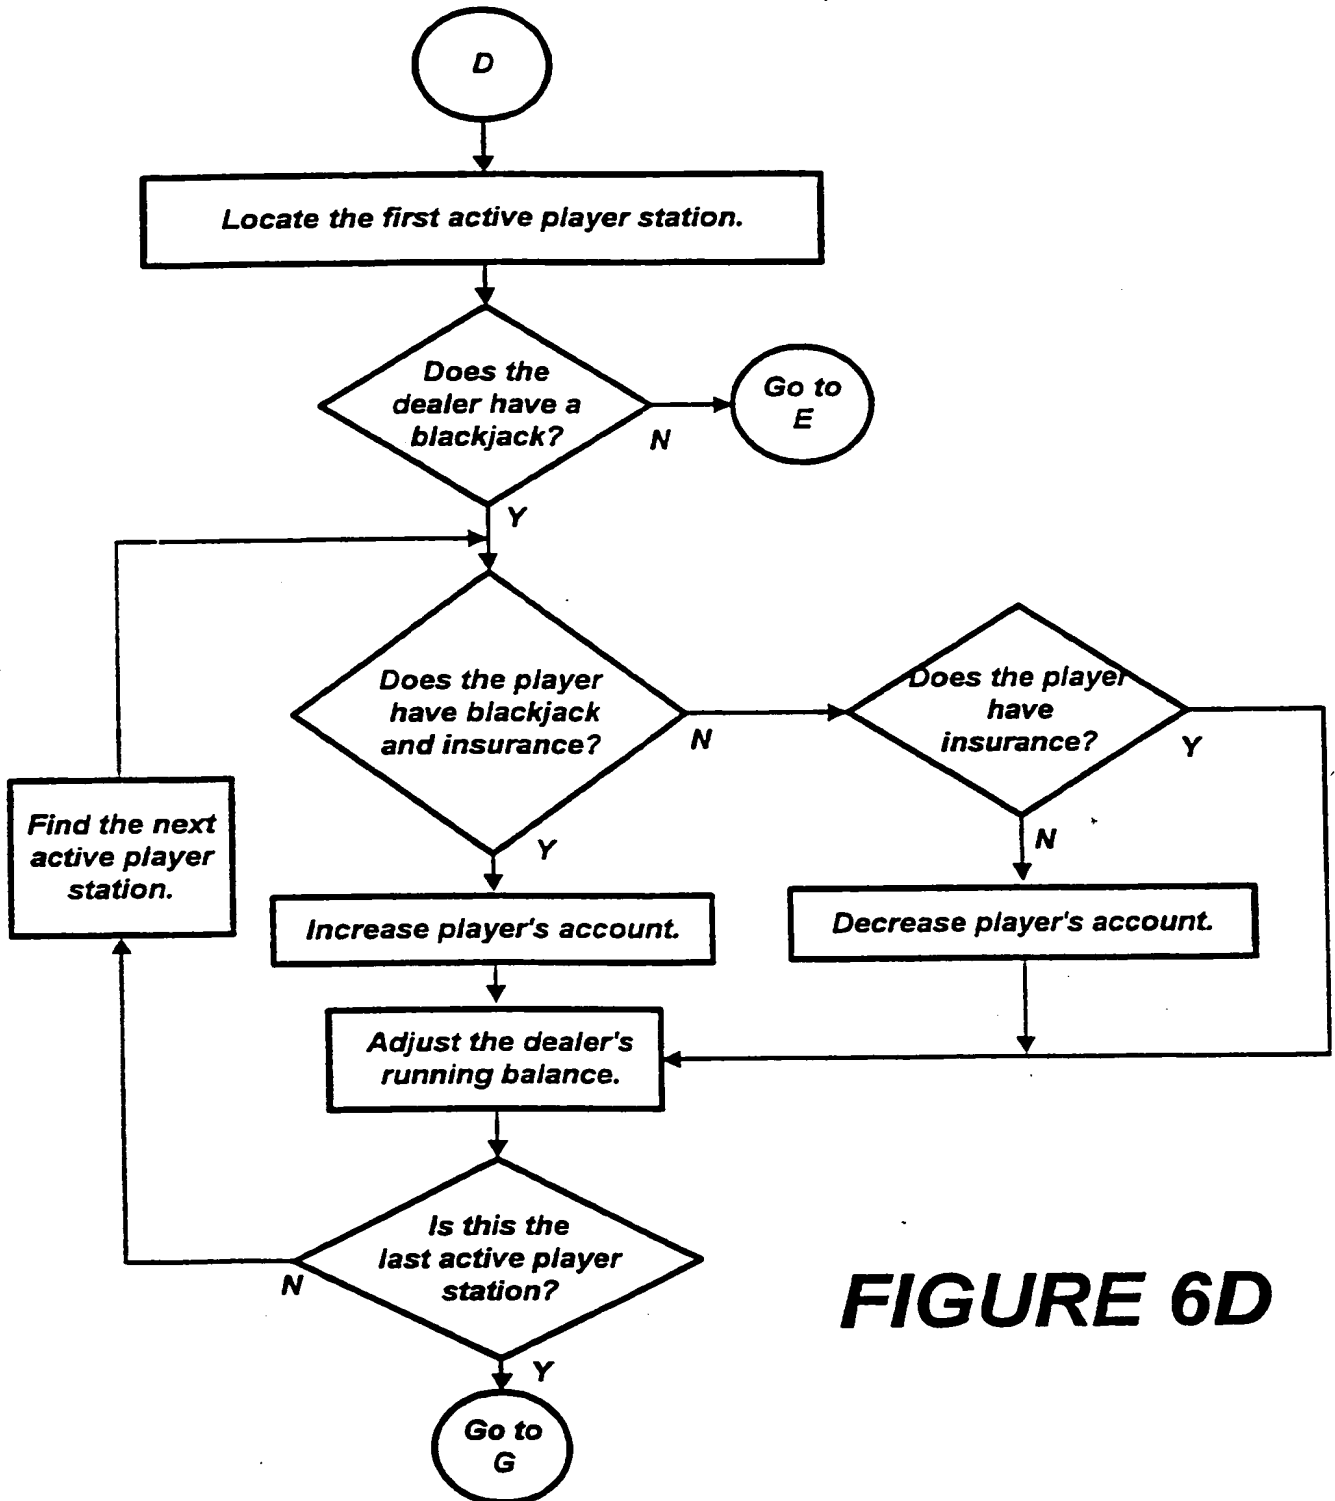 D
Locate the first active player station.
Does the
dealer have a
blackjack?
N
Go to
E
Y
Does the player
have blackjack
and insurance?
N
Does the player
have
insurance?
Y
Find the next
active player
station.
Y
N
Increase player's account.
Decrease player's account.
Adjust the dealer's
running balance.
Is this the
last active player
station?
N
Y
Go to
G
FIGURE 6D